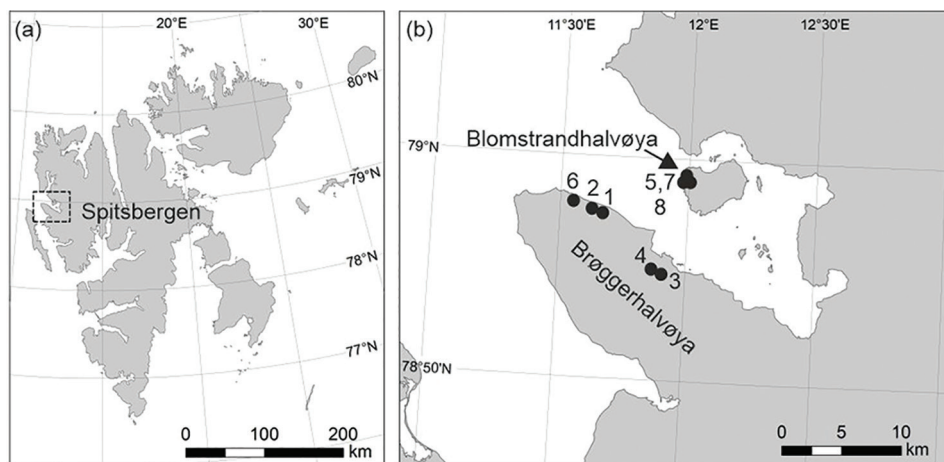 (a)
20°E
30°E
80°N
79°N
Spitsbergen
78°N
77°N
0 100 200
km
(b)
11°30'E
12°E
12°30'E
79°N
Blomstrandhalvøya
5,7
8
6
2
1
4
3
Brøggerhalvøya
78°50'N
0 5 10
km